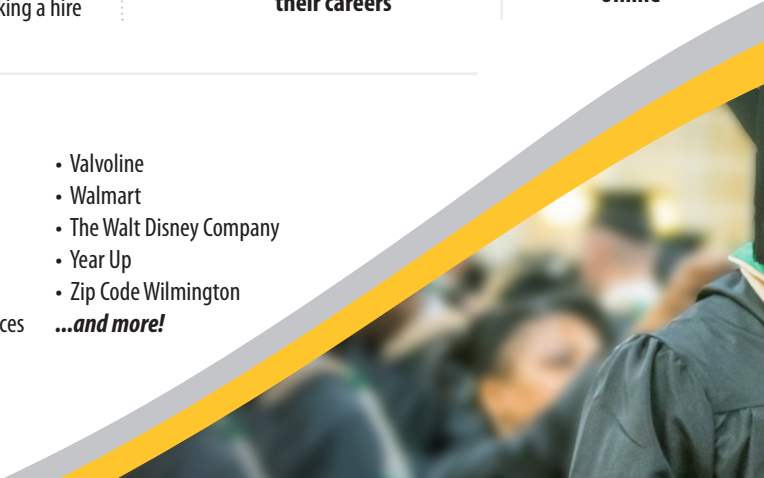 king a hire
their careers
online
• Valvoline
• Walmart
• The Walt Disney Company
• Year Up
• Zip Code Wilmington
ces
...and more!